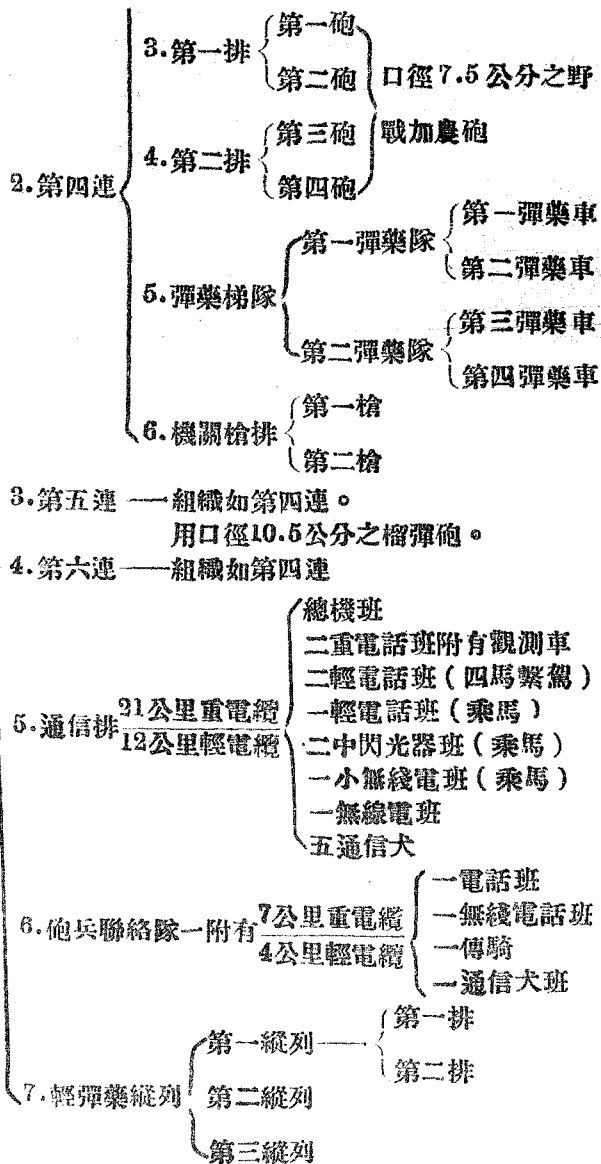 第一砲
3.第一排
第二砲
口徑7.5公分之野
戰加農砲
第三砲
4.第二排
第四砲
2.第四連
第一彈藥車
第一彈藥隊
第二彈藥車
5.彈藥梯隊
第三彈藥車
第二彈藥隊
第四彈藥車
第一槍
6.機關槍排
第二槍
3.第五連——組織如第四連。
用口徑10.5公分之榴彈砲。
4.第六連——組織如第四連
總機班
二重電話班附有觀測車
二輕電話班(四馬繫駕)
21公里重電纜
5.通信排
一輕電話班(乘馬)
12公里輕電纜
二中閃光器班(乘馬)
一小無綫電班(乘馬)
一無線電班
五通信犬
一電話班
7公里重電纜
一無綫電話班
6.砲兵聯絡隊—附有
4公里輕電纜
一傳騎
一通信犬班
第一排
第一縱列——
第二排
7.輕彈藥縱列
第二縱列
第三縱列